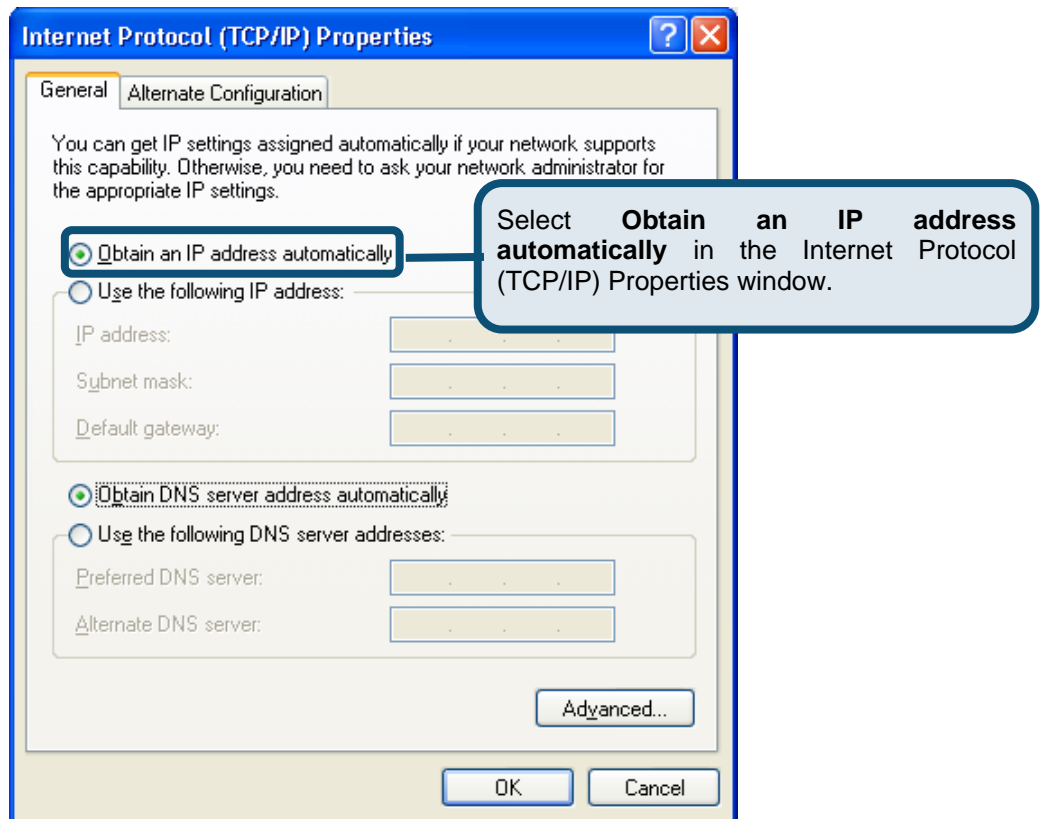 Internet Protocol (TCP/IP) Properties
General
Alternate Configuration
You can get IP settings assigned automatically if your network supports
this capability. Otherwise, you need to ask your network administrator for
the appropriate IP settings.
Select Obtain an IP address
automatically in the Internet Protocol
(TCP/IP) Properties window.
Obtain an IP address automatically
Use the following IP address:
IP address:
Subnet mask:
Default gateway:
Obtain DNS server address automatically
Use the following DNS server addresses:
Preferred DNS server:
Alternate DNS server:
Advanced...
OK
Cancel